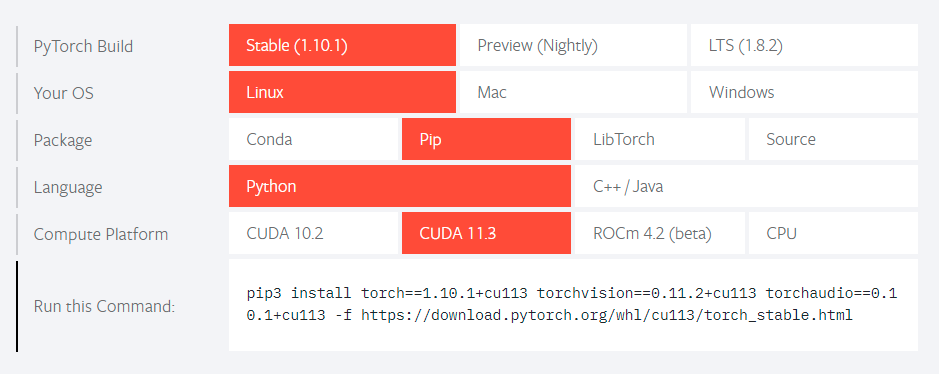 PyTorch Build Stable (1.10.1) Preview (Nightly) LTS (1.8.2)
Your OS Linux Mac Windows
Package Conda Pip LibTorch Source
Language Python C++ / Java
Compute Platform CUDA 10.2 CUDA 11.3 ROCm 4.2 (beta) CPU
Run this Command: pip3 install torch==1.10.1+cu113 torchvision==0.11.2+cu113 torchaudio==0.1
0.1+cu113 -f https://download.pytorch.org/whl/cu113/torch_stable.html